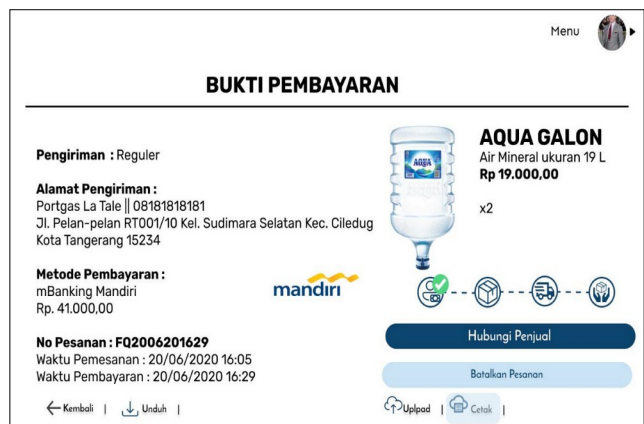 Menu
BUKTI PEMBAYARAN
Pengiriman : Reguler
Alamat Pengiriman :
Portgas La Tale || 08181818181
Jl. Pelan-pelan RT001/10 Kel. Sudimara Selatan Kec. Ciledug
Kota Tangerang 15234
Metode Pembayaran :
mBanking Mandiri
Rp. 41.000,00
mandırı
No Pesanan : FQ2006201629
Waktu Pemesanan : 20/06/2020 16:05
Waktu Pembayaran : 20/06/2020 16:29
Kembali | Unduh |
AQUA
AQUA GALON
Air Mineral ukuran 19 L
Rp 19.000,00
x2
Hubungi Penjual
Batalkan Pesanan
Uplpad | Cetak |